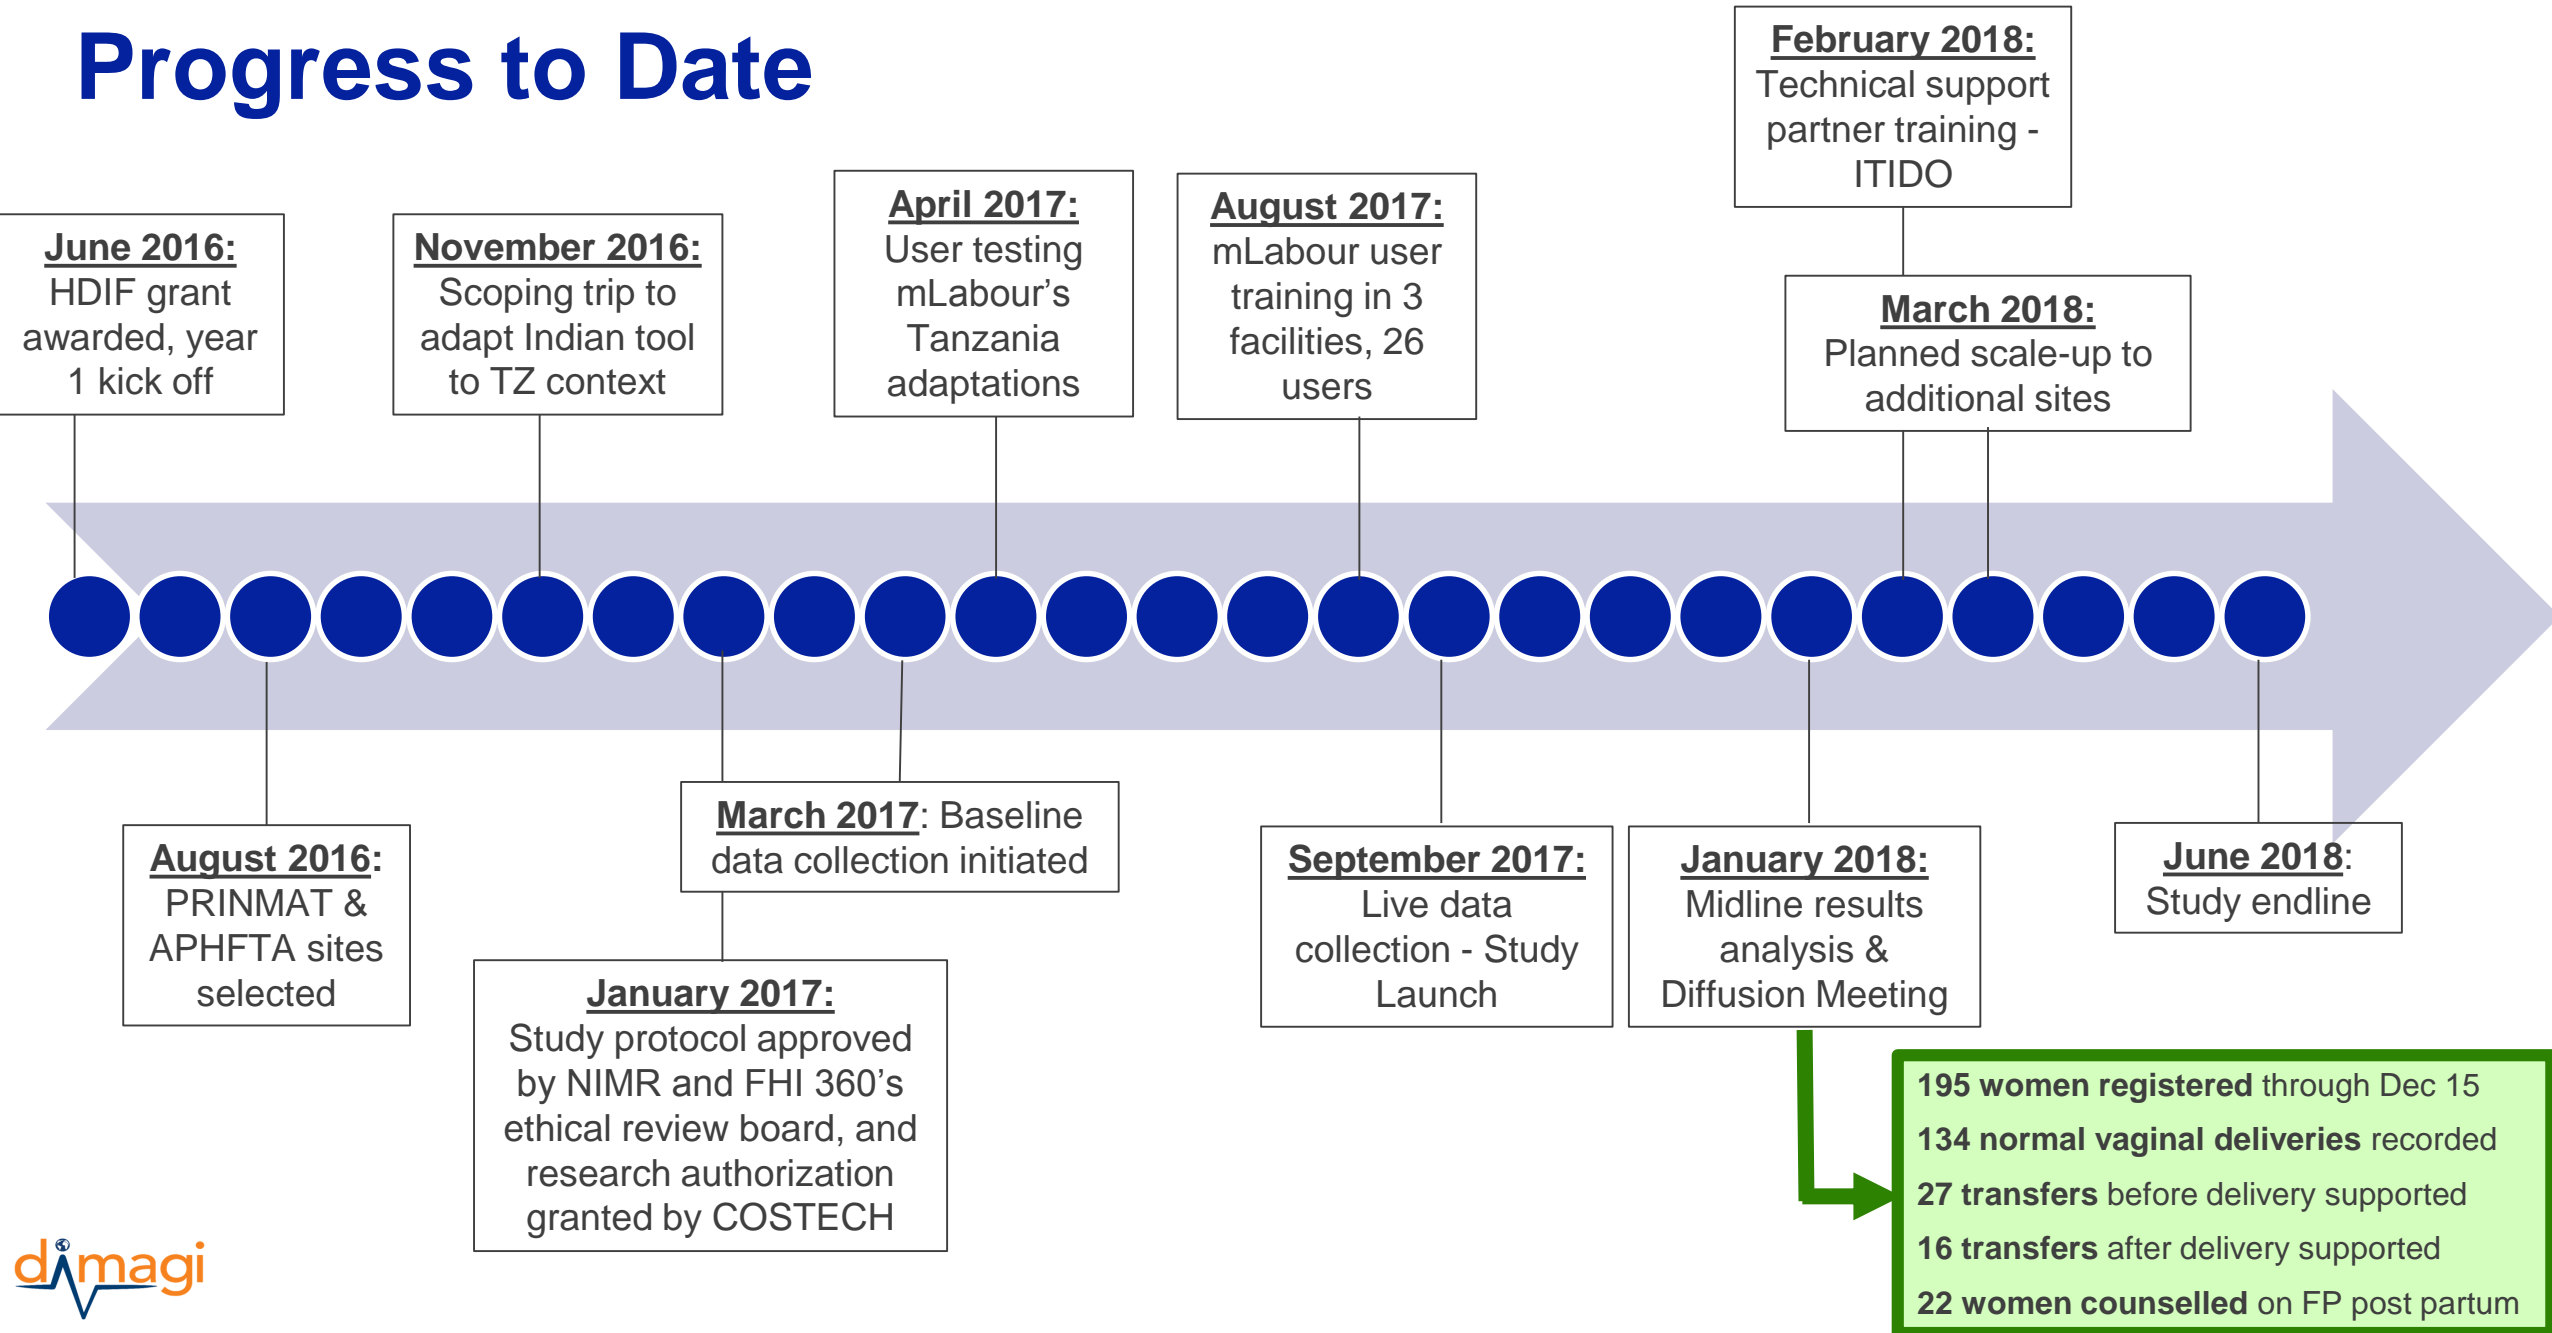 Progress to Date
June 2016:
HDIF grant
awarded, year
1 kick off
November 2016:
Scoping trip to
adapt Indian tool
to TZ context
April 2017:
User testing
mLabour’s
Tanzania
adaptations
August 2017:
mLabour user
training in 3
facilities, 26
users
February 2018:
Technical support
partner training -
ITIDO
March 2018:
Planned scale-up to
additional sites
August 2016:
PRINMAT &
APHFTA sites
selected
March 2017: Baseline
data collection initiated
January 2017:
Study protocol approved
by NIMR and FHI 360’s
ethical review board, and
research authorization
granted by COSTECH
September 2017:
Live data
collection - Study
Launch
January 2018:
Midline results
analysis &
Diffusion Meeting
June 2018:
Study endline
195 women registered through Dec 15
134 normal vaginal deliveries recorded
27 transfers before delivery supported
16 transfers after delivery supported
22 women counselled on FP post partum
dimagi